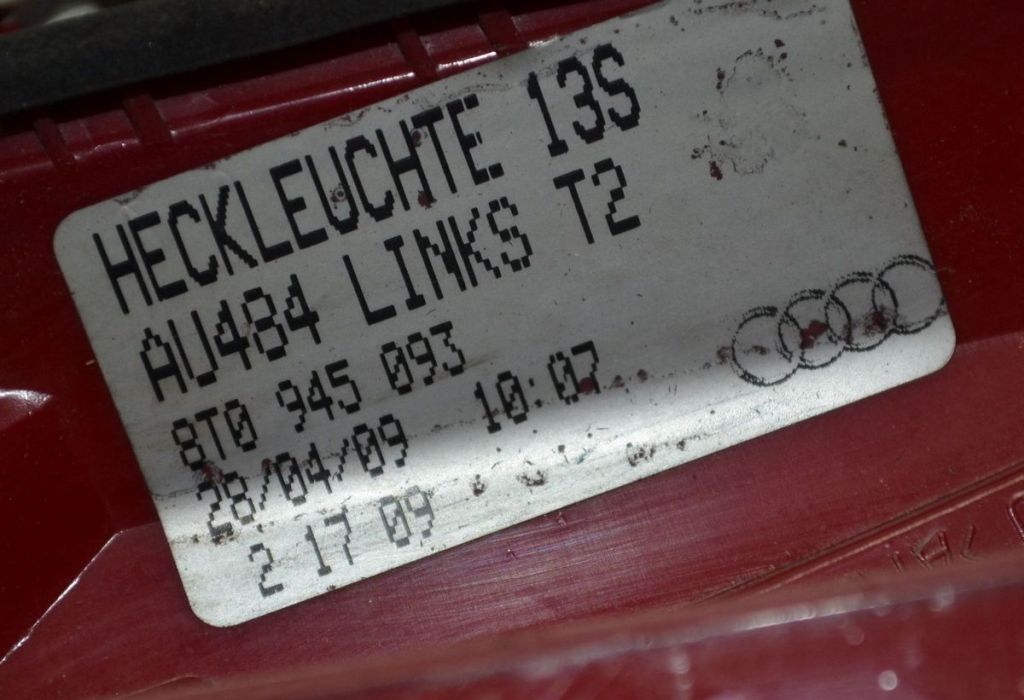 HECKLEUCHTE 13S
AU484 LINKS T2
8T0 945 093
28/04/09 10:07
2 17 09